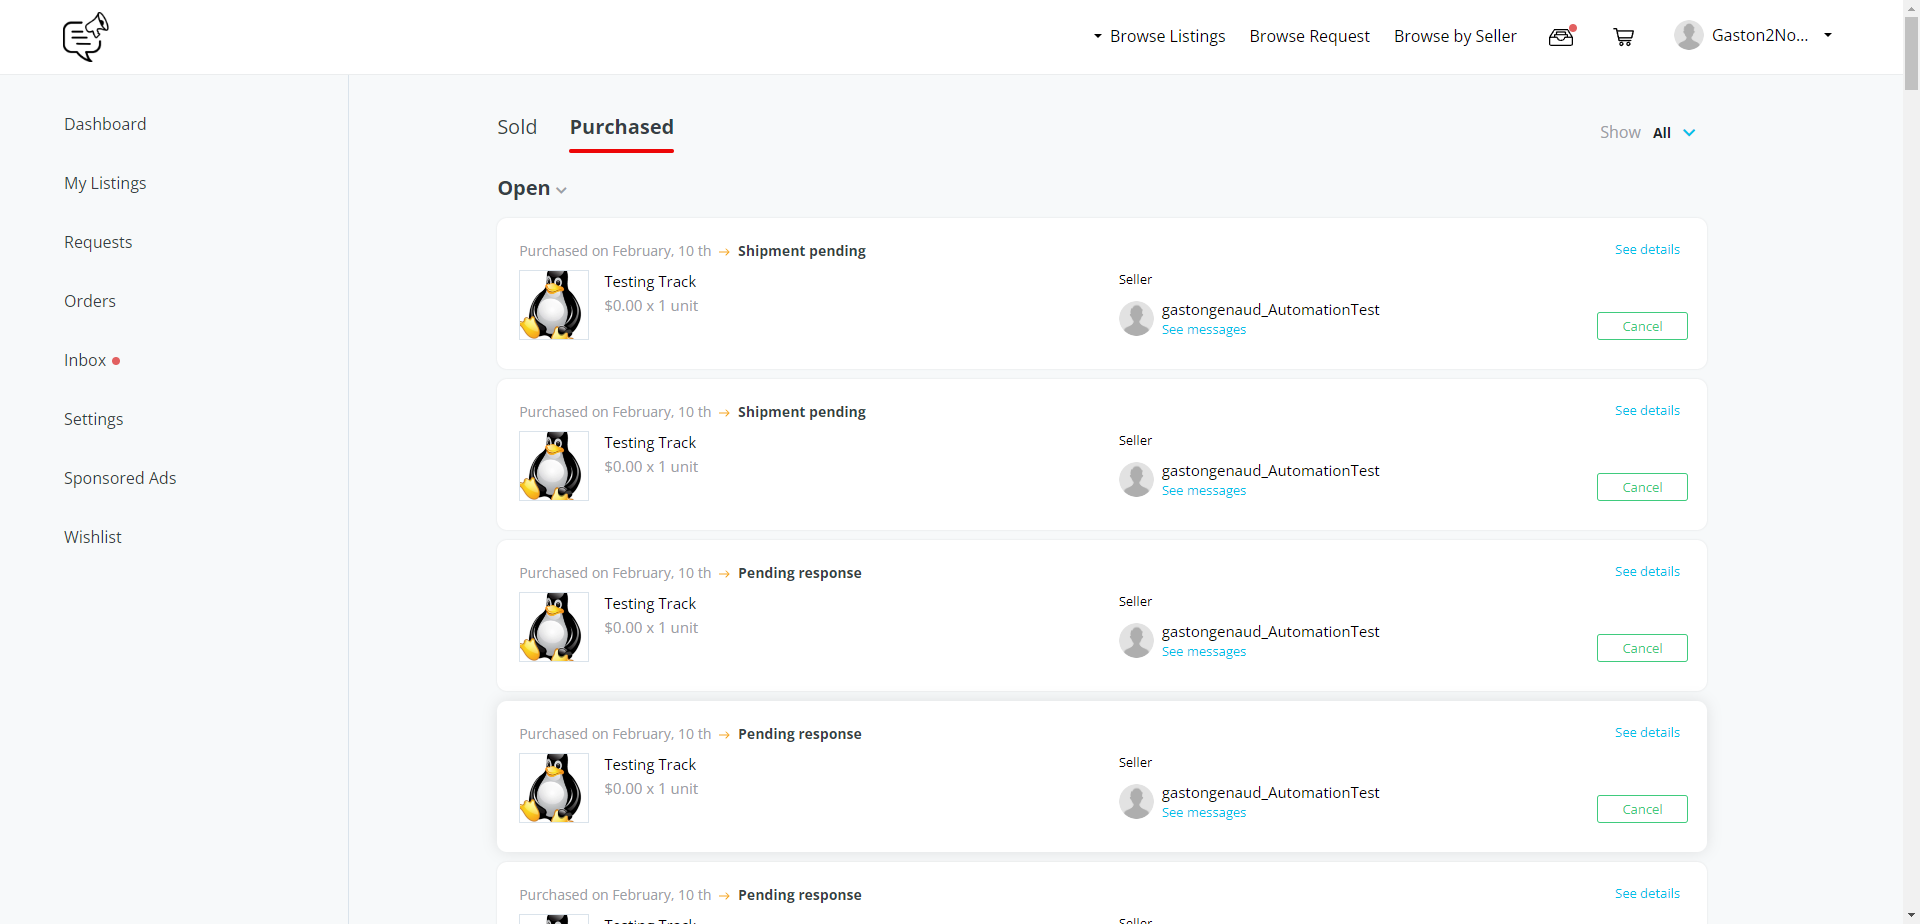 Browse Listings Browse Request Browse by Seller Gaston2No...
Dashboard
My Listings
Requests
Orders
Inbox
Settings
Sponsored Ads
Wishlist
Sold Purchased
Show All
Open
Purchased on February, 10 th → Shipment pending
See details
Testing Track
$0.00 x 1 unit
Seller
gastongenaud_AutomationTest
See messages
Cancel
Purchased on February, 10 th → Shipment pending
See details
Testing Track
$0.00 x 1 unit
Seller
gastongenaud_AutomationTest
See messages
Cancel
Purchased on February, 10 th → Pending response
See details
Testing Track
$0.00 x 1 unit
Seller
gastongenaud_AutomationTest
See messages
Cancel
Purchased on February, 10 th → Pending response
See details
Testing Track
$0.00 x 1 unit
Seller
gastongenaud_AutomationTest
See messages
Cancel
Purchased on February, 10 th → Pending response
See details
Testing Track
Seller